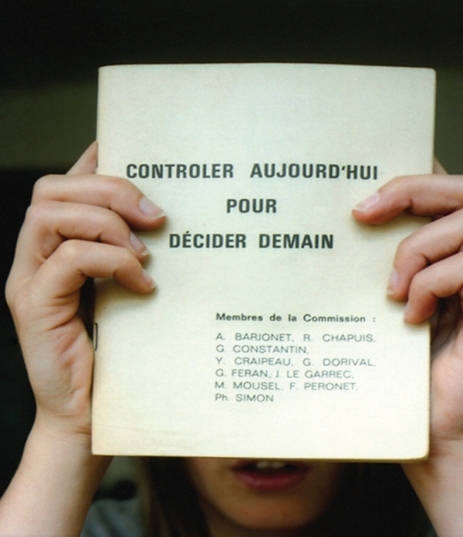 CONTROLER AUJOURD'HUI
POUR
DÉCIDER DEMAIN
Membres de la Commission :
A. BARJONET, R. CHAPUIS,
G. CONSTANTIN,
Y. CRAIPEAU, G. DORIVAL,
G. FERAN, J. LE GARREC,
M. MOUSEL, F. PERONET,
Ph. SIMON